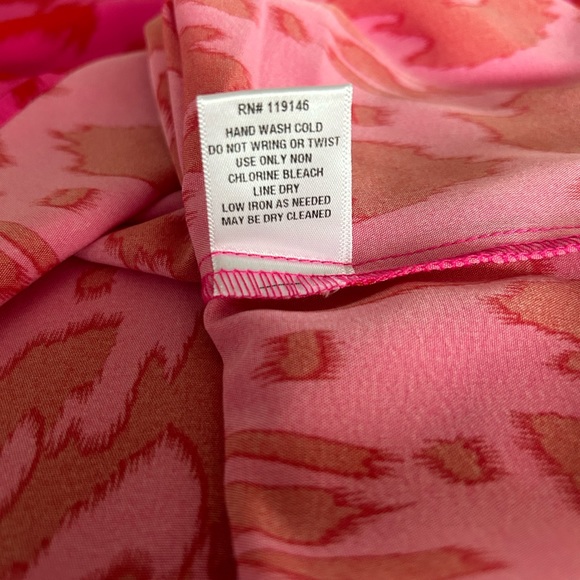 RN# 119146
HAND WASH COLD
DO NOT WRING OR TWIST
USE ONLY NON
CHLORINE BLEACH
LINE DRY
LOW IRON AS NEEDED
MAY BE DRY CLEANED